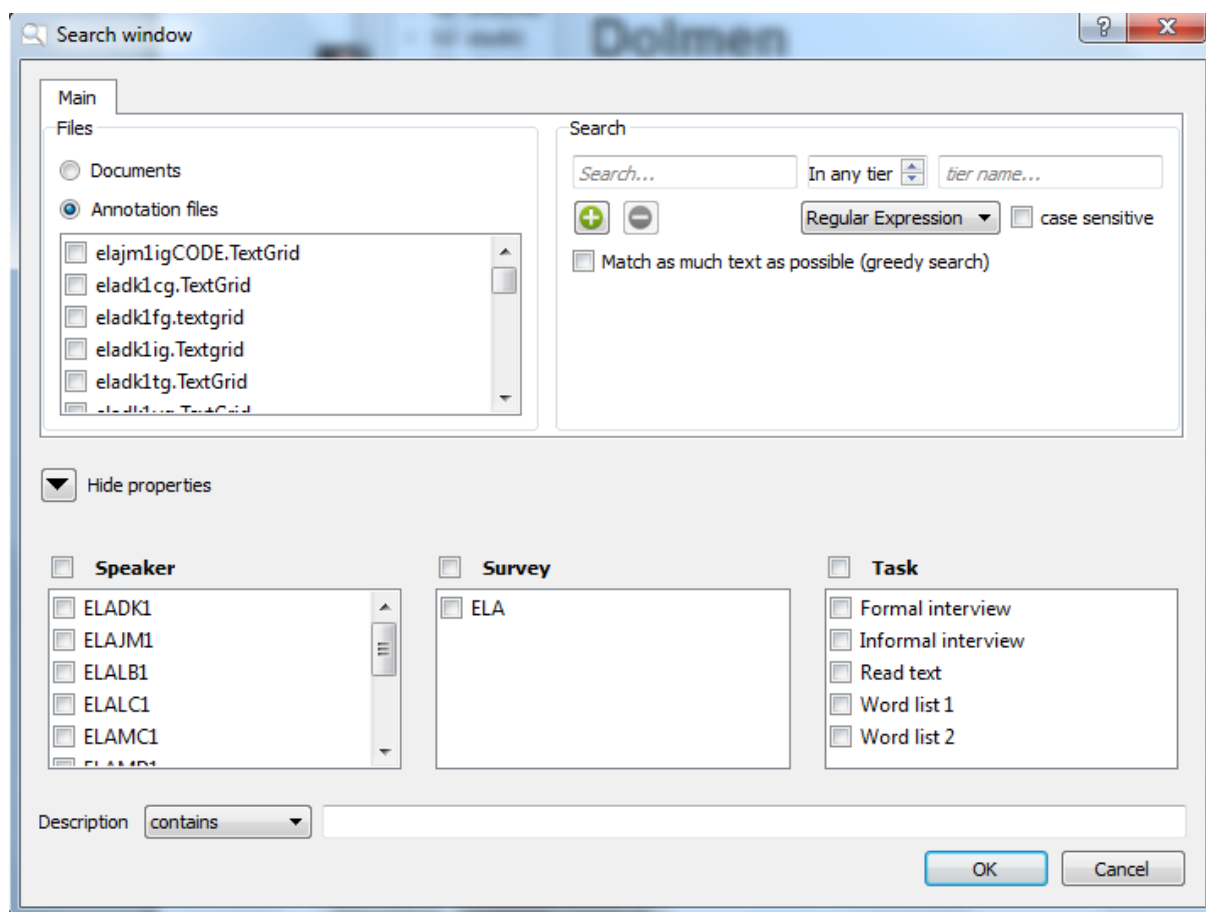 Dolmen
Search window
Main
Files
Documents
Annotation files
elajm1igCODE.TextGrid
eladk1cg.TextGrid
eladk1fg.textgrid
eladk1ig.Textgrid
eladk1tg.TextGrid
Search
Search... In any tier tier name...
Regular Expression case sensitive
Match as much text as possible (greedy search)
Hide properties
Speaker
ELADK1
ELAJM1
ELALB1
ELALC1
ELAMC1
Survey
ELA
Task
Formal interview
Informal interview
Read text
Word list 1
Word list 2
Description contains
OK Cancel